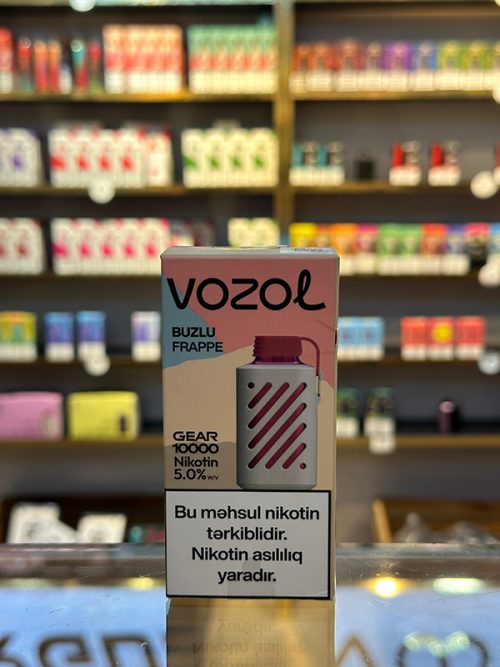 VOZOL
BUZLU
FRAPPE
GEAR
10000
Nikotin
5.0% w/v
Bu məhsul nikotin
tərkiblidir.
Nikotin asılılıq
yaradır.